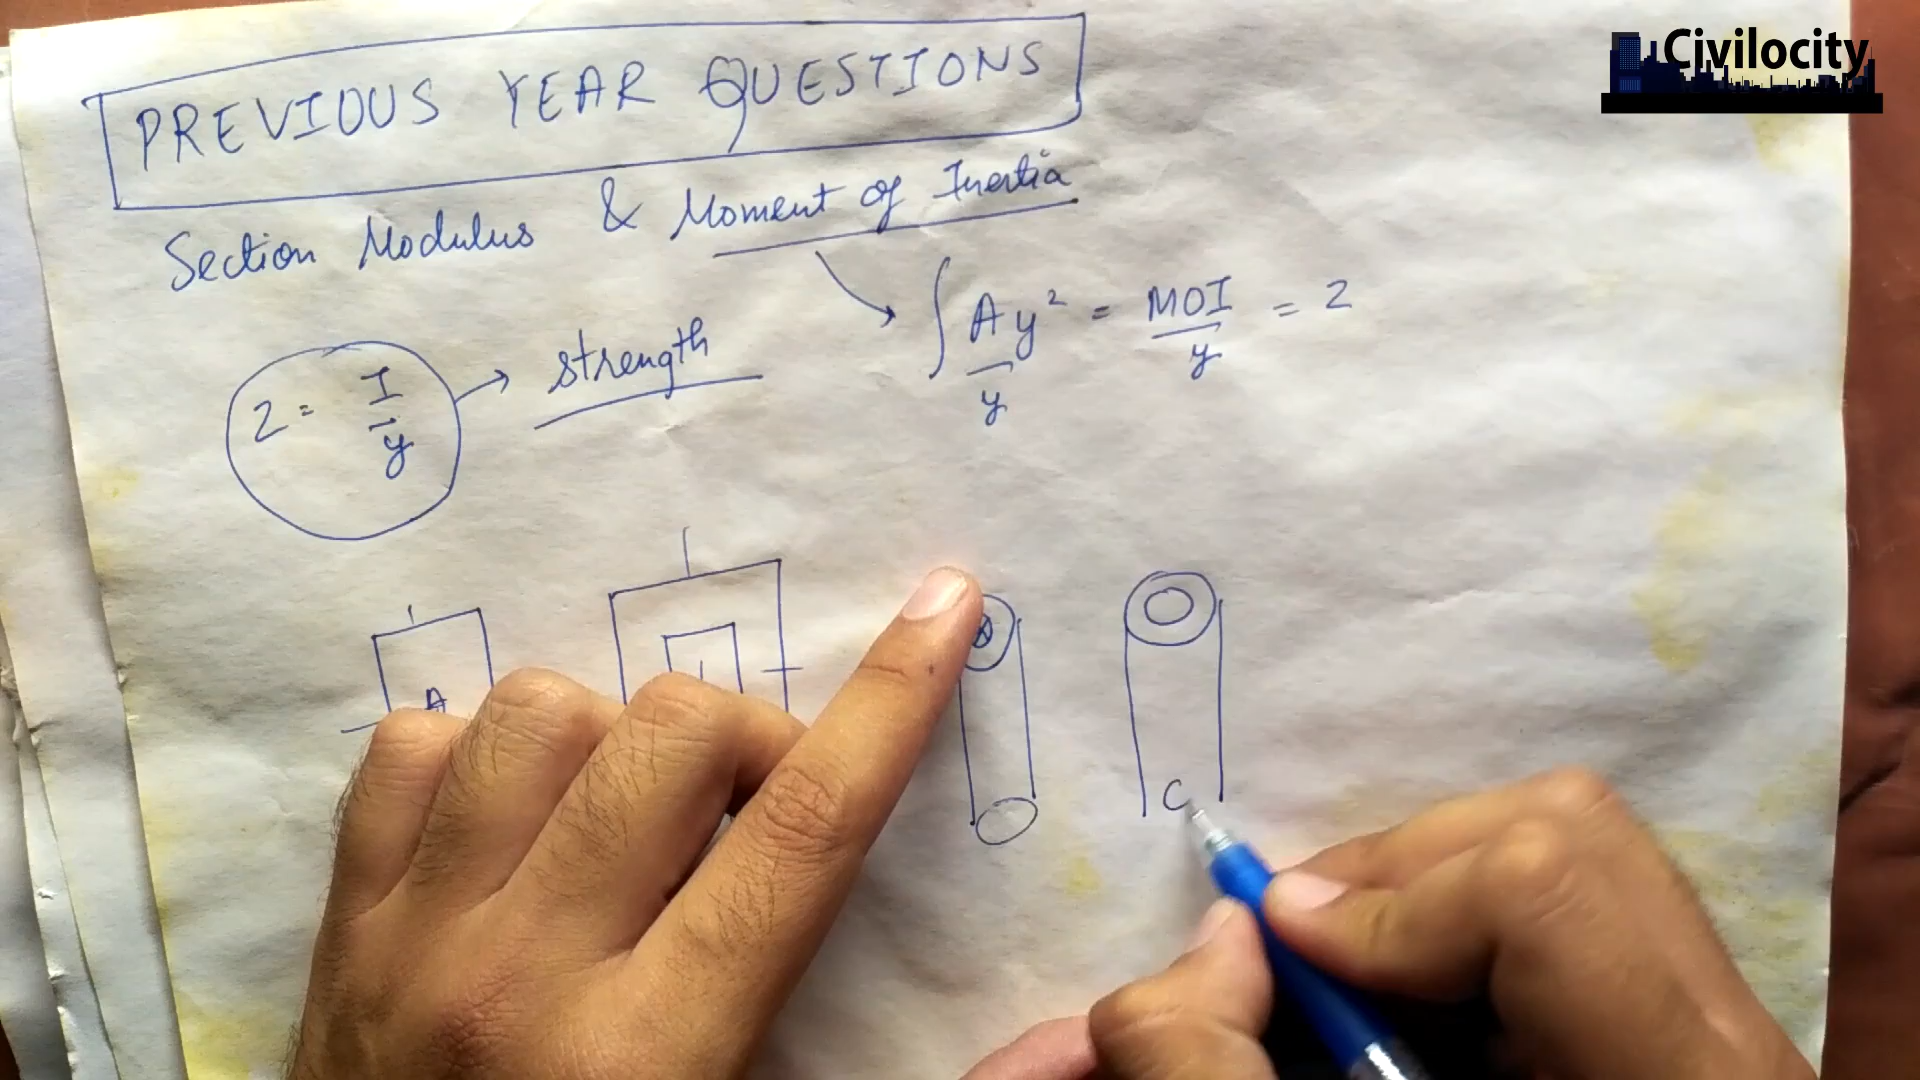 Civilocity
PREVIOUS YEAR QUESTIONS
Section Modulus & Moment of Inertia
∫ Ay² / y = MOI / y = Z
Z = I / y → strength
A
C